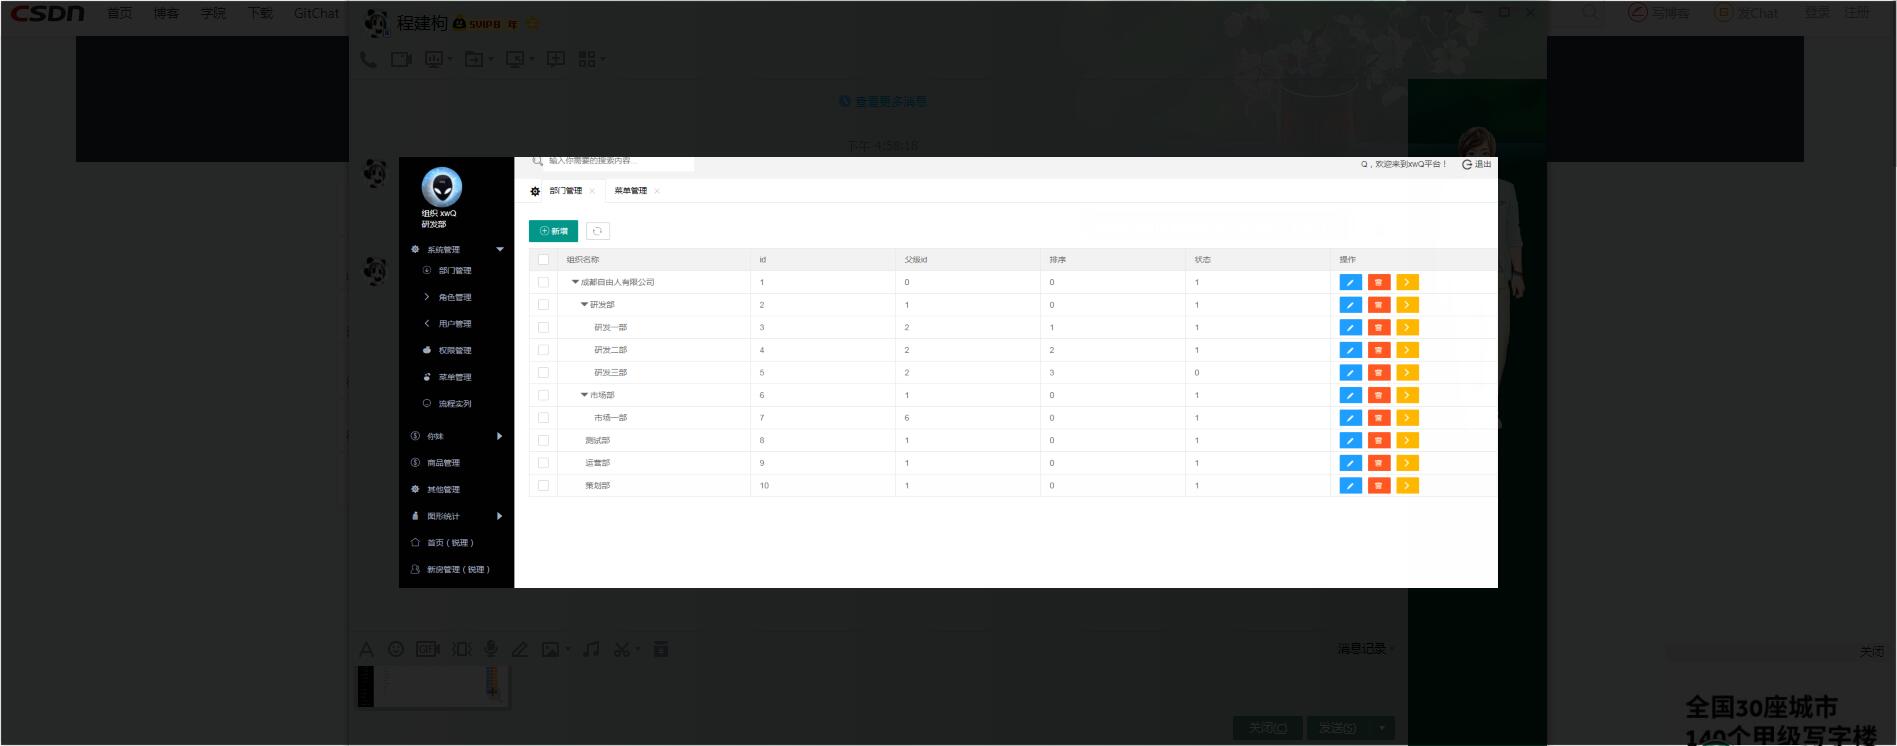 CSDN 首页 博客 学院 下载 GitChat
程建构 SVIP8 年
写博客 发Chat 登录 注册
查看更多消息
下午 4:58:18
输入你需要的搜索内容...
Q，欢迎来到xwQ平台！ 退出
组织 xwQ
研发部
系统管理
部门管理
角色管理
用户管理
权限管理
菜单管理
流程实列
你妹
商品管理
其他管理
图形统计
首页（锐理）
新房管理（锐理）
部门管理 菜单管理
新增
组织名称 id 父级id 排序 状态 操作
成都自由人有限公司 1 0 0 1
研发部 2 1 0 1
研发一部 3 2 1 1
研发二部 4 2 2 1
研发三部 5 2 3 0
市场部 6 1 0 1
市场一部 7 6 0 1
测试部 8 1 0 1
运营部 9 1 0 1
策划部 10 1 0 1
GIF
消息记录
关闭(C) 发送(S)
关闭
全国30座城市
140个甲级写字楼